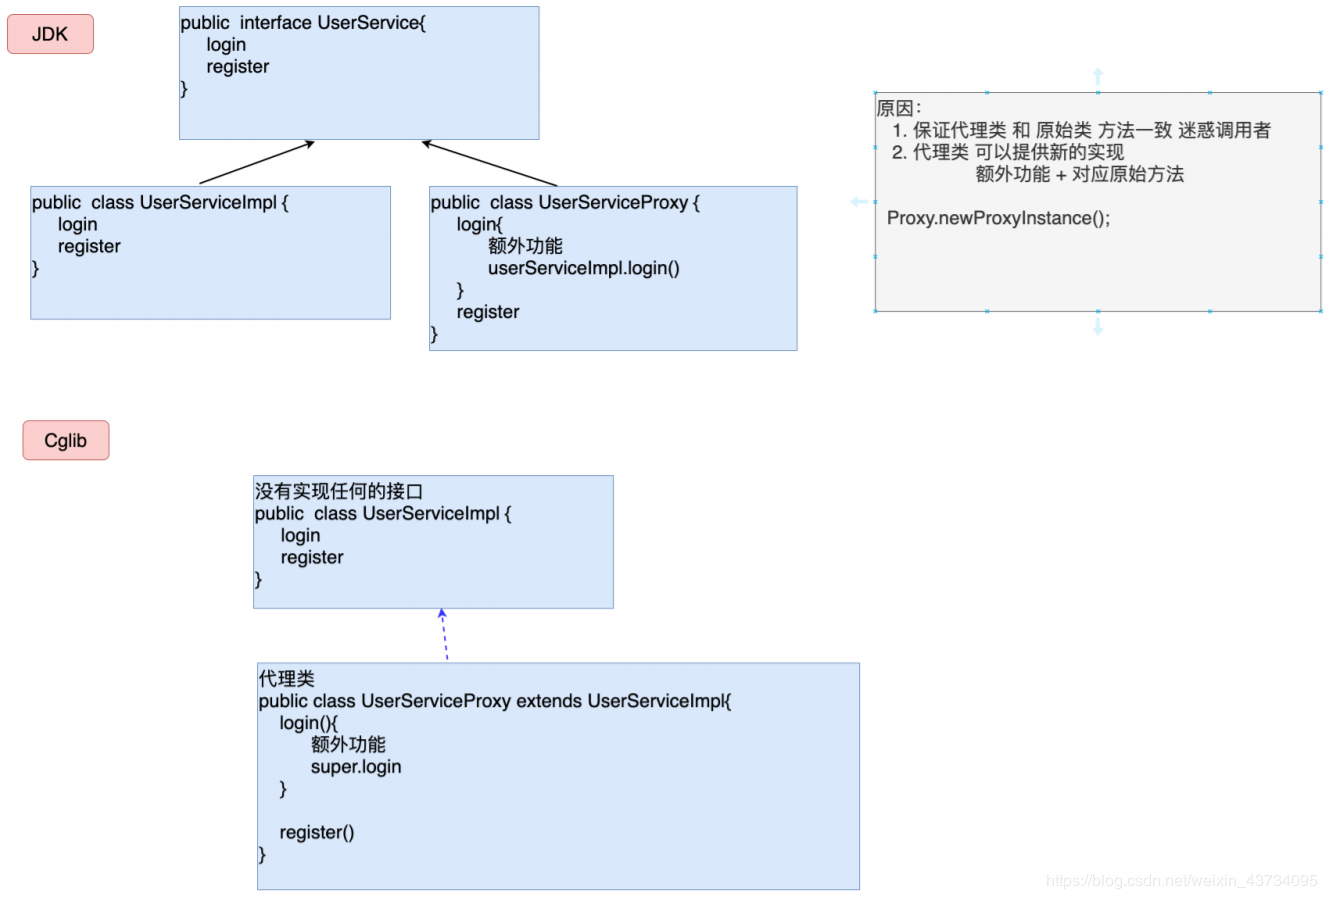 JDK
public  interface UserService{
login
register
}
public  class UserServiceImpl {
login
register
}
public  class UserServiceProxy {
login{
额外功能
userServiceImpl.login()
}
register
}
原因：
1. 保证代理类 和 原始类 方法一致 迷惑调用者
2. 代理类 可以提供新的实现
额外功能 + 对应原始方法
Proxy.newProxyInstance();
Cglib
没有实现任何的接口
public  class UserServiceImpl {
login
register
}
代理类
public class UserServiceProxy extends UserServiceImpl{
login(){
额外功能
super.login
}
register()
}
https://blog.csdn.net/weixin_43734095